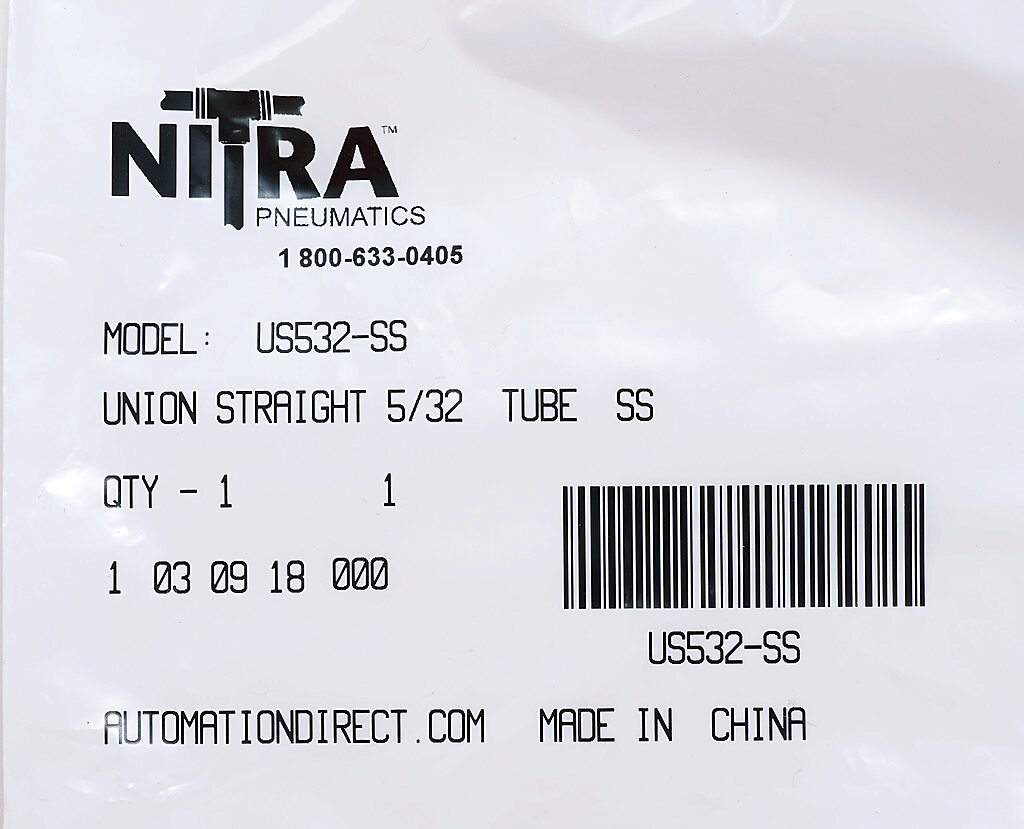 NITRA™
PNEUMATICS
1 800-633-0405
MODEL: US532-SS
UNION STRAIGHT 5/32 TUBE SS
QTY - 1 1
1 03 09 18 000
US532-SS
AUTOMATIONDIRECT.COM MADE IN CHINA